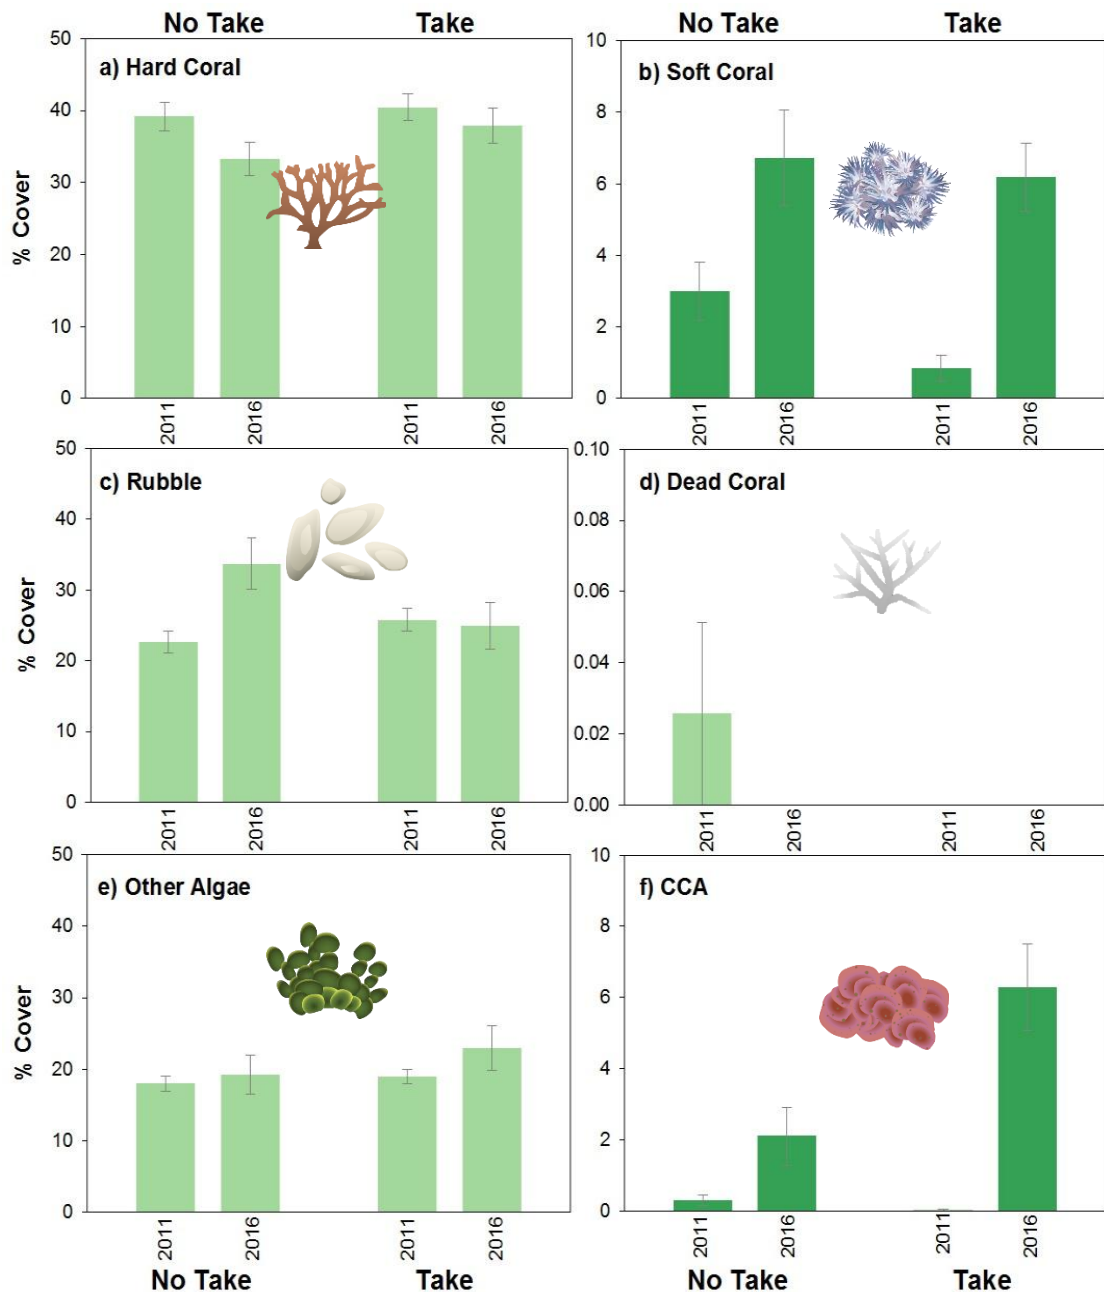 No Take Take No Take Take
50 10
a) Hard Coral b) Soft Coral
40 8
30 6
% Cover
20 4
10 2
0 0
2011 2016 2011 2016 2011 2016 2011 2016
50 0.10
c) Rubble d) Dead Coral
40 0.08
30 0.06
% Cover
20 0.04
10 0.02
0 0.00
2011 2016 2011 2016 2011 2016 2011 2016
50 10
e) Other Algae f) CCA
40 8
30 6
% Cover
20 4
10 2
0 0
2011 2016 2011 2016 2011 2016 2011 2016
No Take Take No Take Take